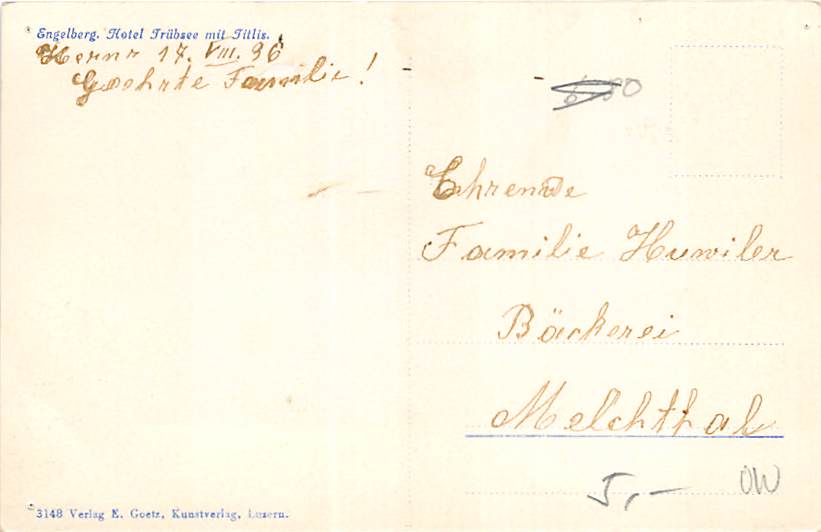 Engelberg. Hotel Trübsee mit Titlis.
Kerns 17. VIII. 36
Geehrte Familie!
Ehrende
Familie Huwiler
Bäckerei
Melchthal
5,-
OW
3148 Verlag E. Goetz, Kunstverlag, Luzern.